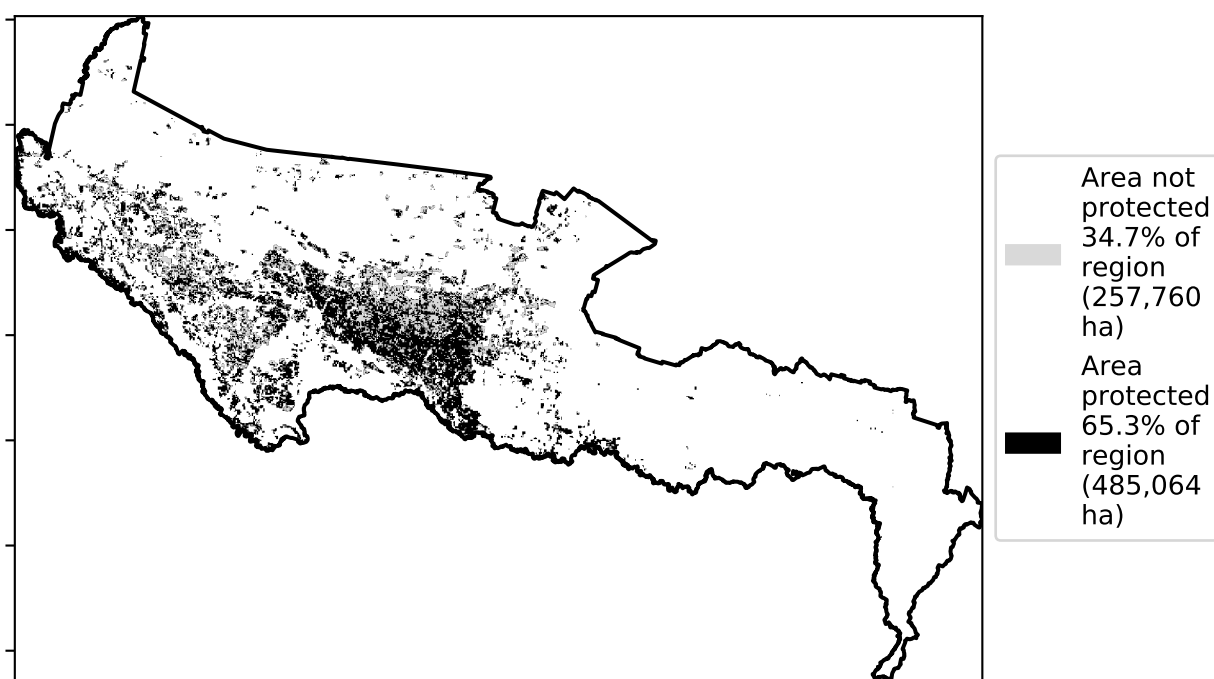 Area not
protected
34.7% of
region
(257,760
ha)
Area
protected
65.3% of
region
(485,064
ha)